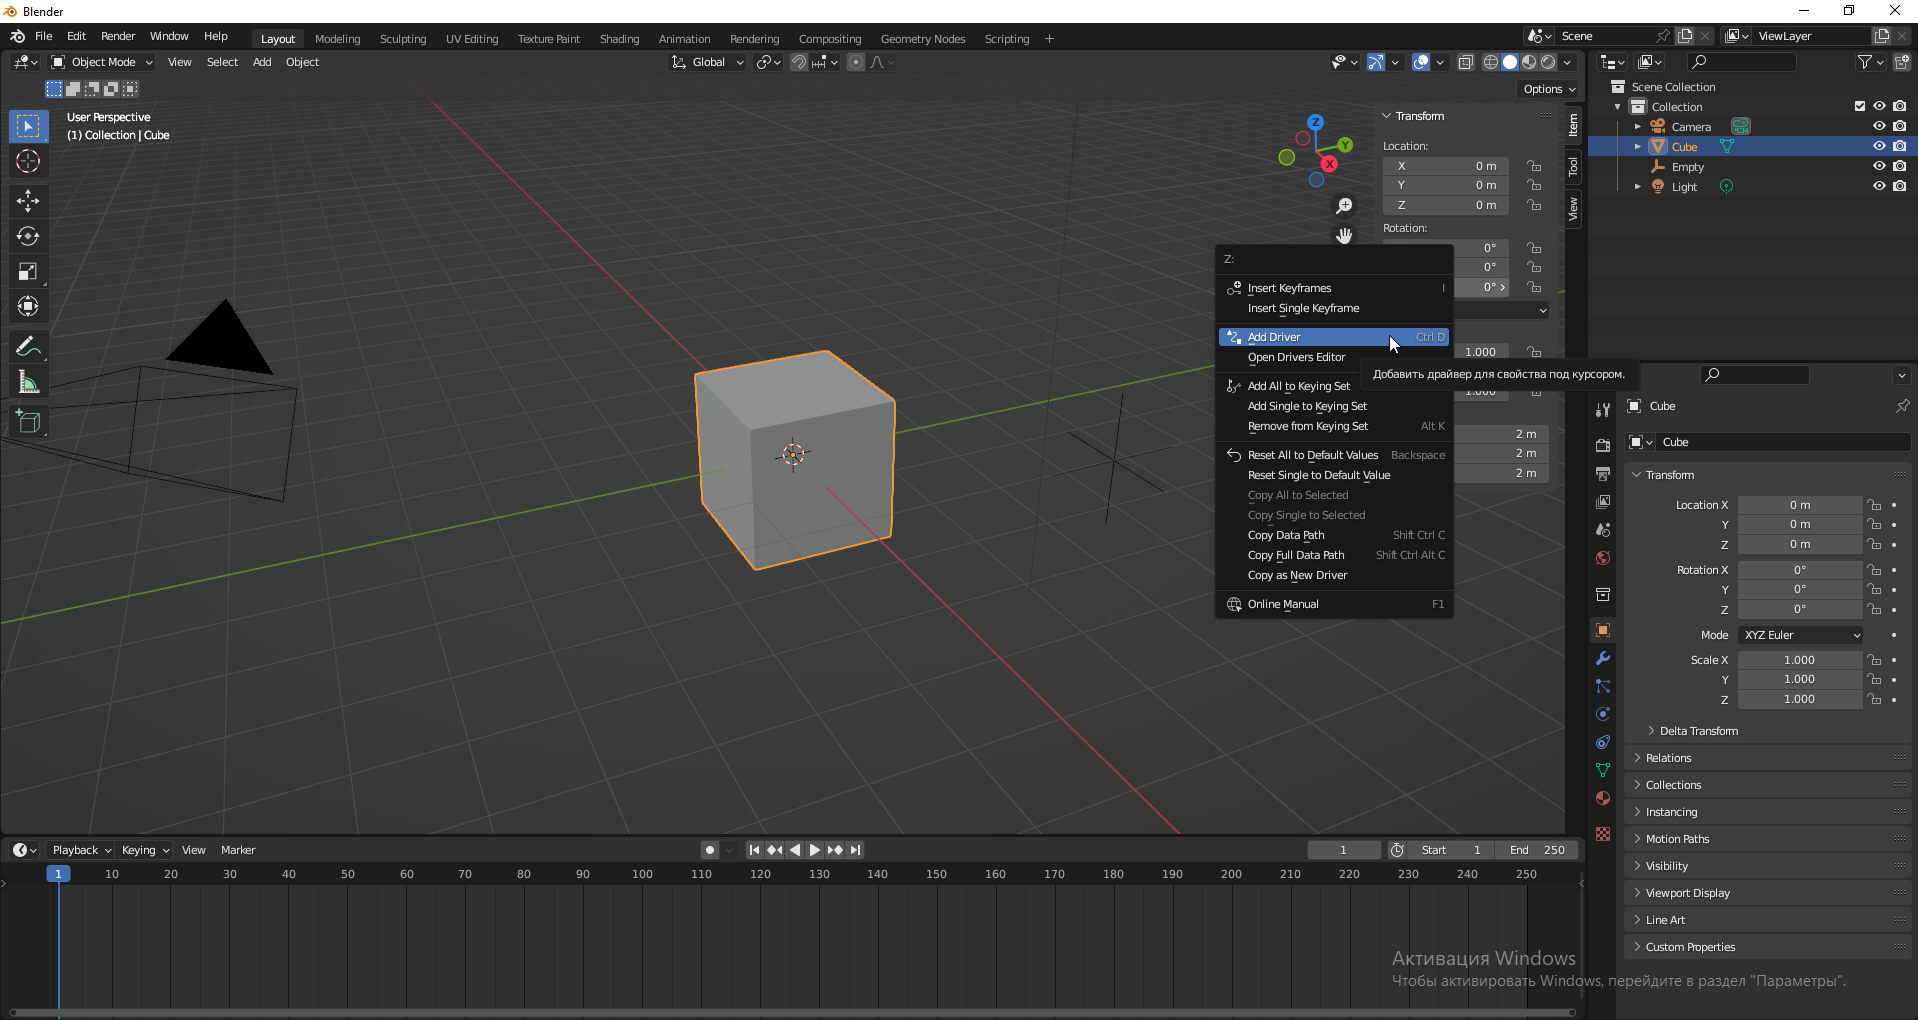 Blender
File Edit Render Window Help Layout Modeling Sculpting UV Editing Texture Paint Shading Animation Rendering Compositing Geometry Nodes Scripting + Scene ViewLayer
Object Mode View Select Add Object Global
Options
User Perspective
(1) Collection | Cube
Z
Y
X
Transform
Location:
X 0 m
Y 0 m
Z 0 m
Rotation:
0°
0°
0°
1.000
1.000
2 m
2 m
2 m
Item
Tool
View
Z:
Insert Keyframes I
Insert Single Keyframe
Add Driver Ctrl D
Open Drivers Editor
Добавить драйвер для свойства под курсором.
Add All to Keying Set
Add Single to Keying Set
Remove from Keying Set Alt K
Reset All to Default Values Backspace
Reset Single to Default Value
Copy All to Selected
Copy Single to Selected
Copy Data Path Shift Ctrl C
Copy Full Data Path Shift Ctrl Alt C
Copy as New Driver
Online Manual F1
Scene Collection
Collection
Camera
Cube
Empty
Light
Cube
Cube
Transform
Location X 0 m
Y 0 m
Z 0 m
Rotation X 0°
Y 0°
Z 0°
Mode XYZ Euler
Scale X 1.000
Y 1.000
Z 1.000
Delta Transform
Relations
Collections
Instancing
Motion Paths
Visibility
Viewport Display
Line Art
Custom Properties
Playback Keying View Marker 1 Start 1 End 250
1 10 20 30 40 50 60 70 80 90 100 110 120 130 140 150 160 170 180 190 200 210 220 230 240 250
Активация Windows
Чтобы активировать Windows, перейдите в раздел "Параметры".